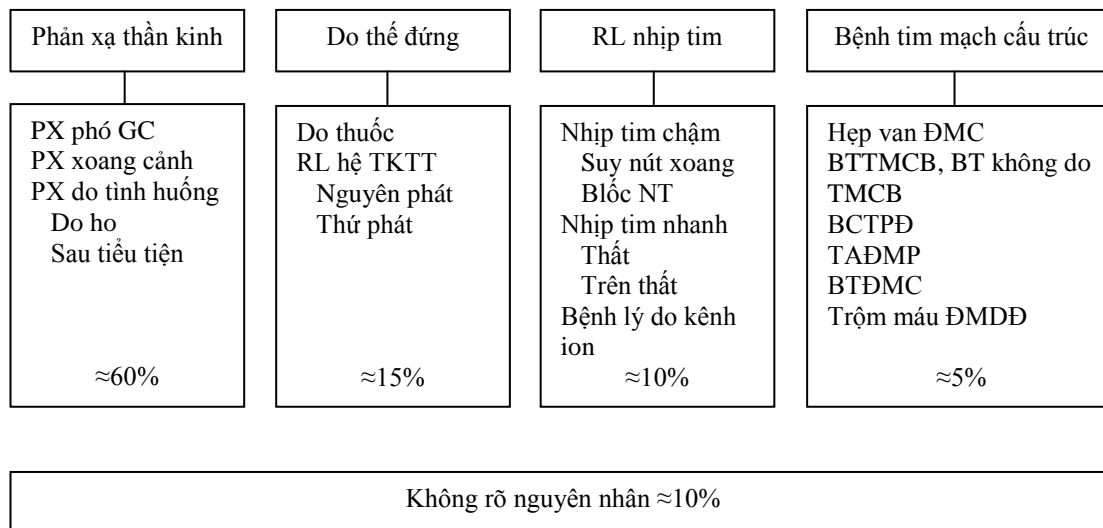 Phản xạ thần kinh
Do thế đứng
RL nhịp tim
Bệnh tim mạch cấu trúc
PX phó GC
PX xoang cảnh
PX do tình huống
Do ho
Sau tiểu tiện
≈60%
Do thuốc
RL hệ TKTT
Nguyên phát
Thứ phát
≈15%
Nhịp tim chậm
Suy nút xoang
Blốc NT
Nhịp tim nhanh
Thất
Trên thất
Bệnh lý do kênh
ion
≈10%
Hẹp van ĐMC
BTTMCB, BT không do
TMCB
BCTPĐ
TAĐMP
BTĐMC
Trộm máu ĐMDĐ
≈5%
Không rõ nguyên nhân ≈10%